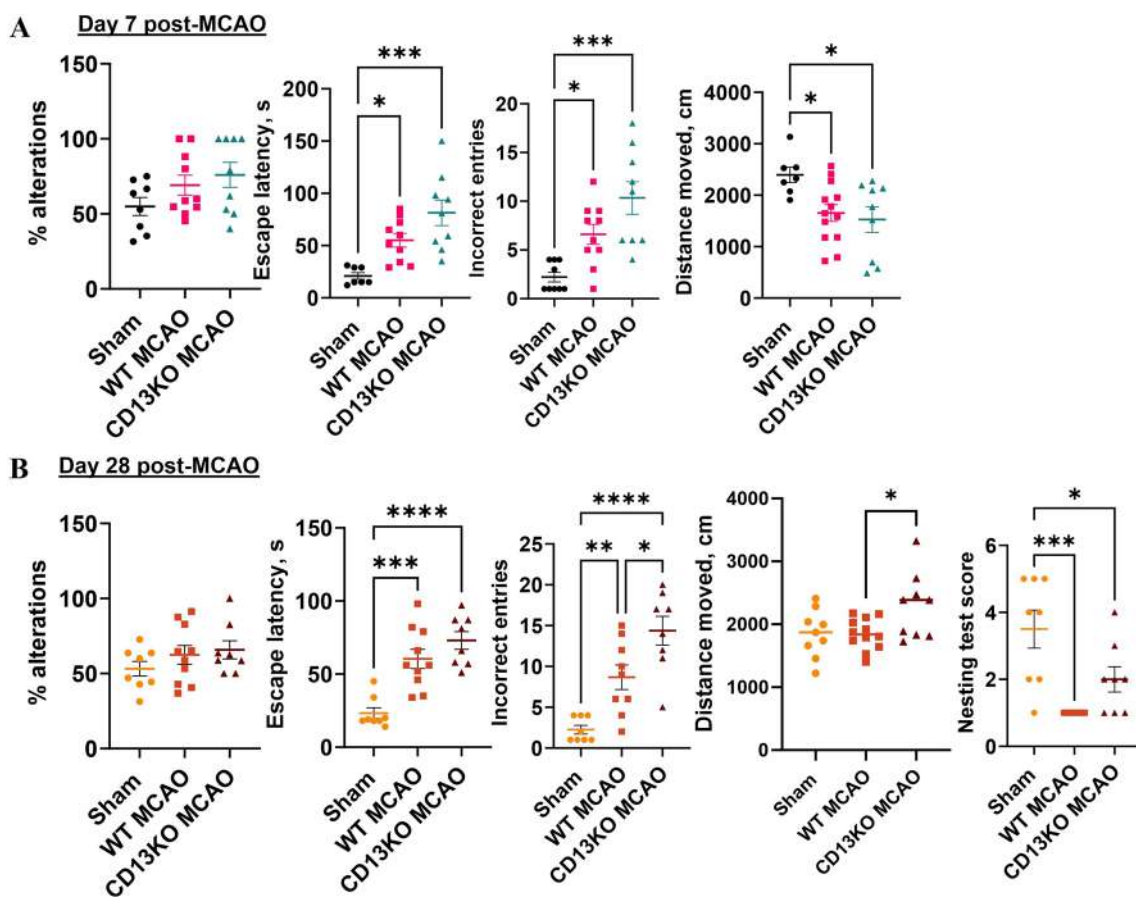 A
Day 7 post-MCAO
% alterations
150
100
50
0
Sham
WT MCAO
CD13KO MCAO
Escape latency, s
200
150
100
50
0
***
*
Sham
WT MCAO
CD13KO MCAO
Incorrect entries
20
15
10
5
0
***
*
Sham
WT MCAO
CD13KO MCAO
Distance moved, cm
4000
3000
2000
1000
0
*
*
Sham
WT MCAO
CD13KO MCAO
B
Day 28 post-MCAO
% alterations
150
100
50
0
Sham
WT MCAO
CD13KO MCAO
Escape latency, s
150
100
50
0
****
***
Sham
WT MCAO
CD13KO MCAO
Incorrect entries
25
20
15
10
5
0
****
**
*
Sham
WT MCAO
CD13KO MCAO
Distance moved, cm
4000
3000
2000
1000
0
*
Sham
WT MCAO
CD13KO MCAO
Nesting test score
6
4
2
0
*
***
Sham
WT MCAO
CD13KO MCAO